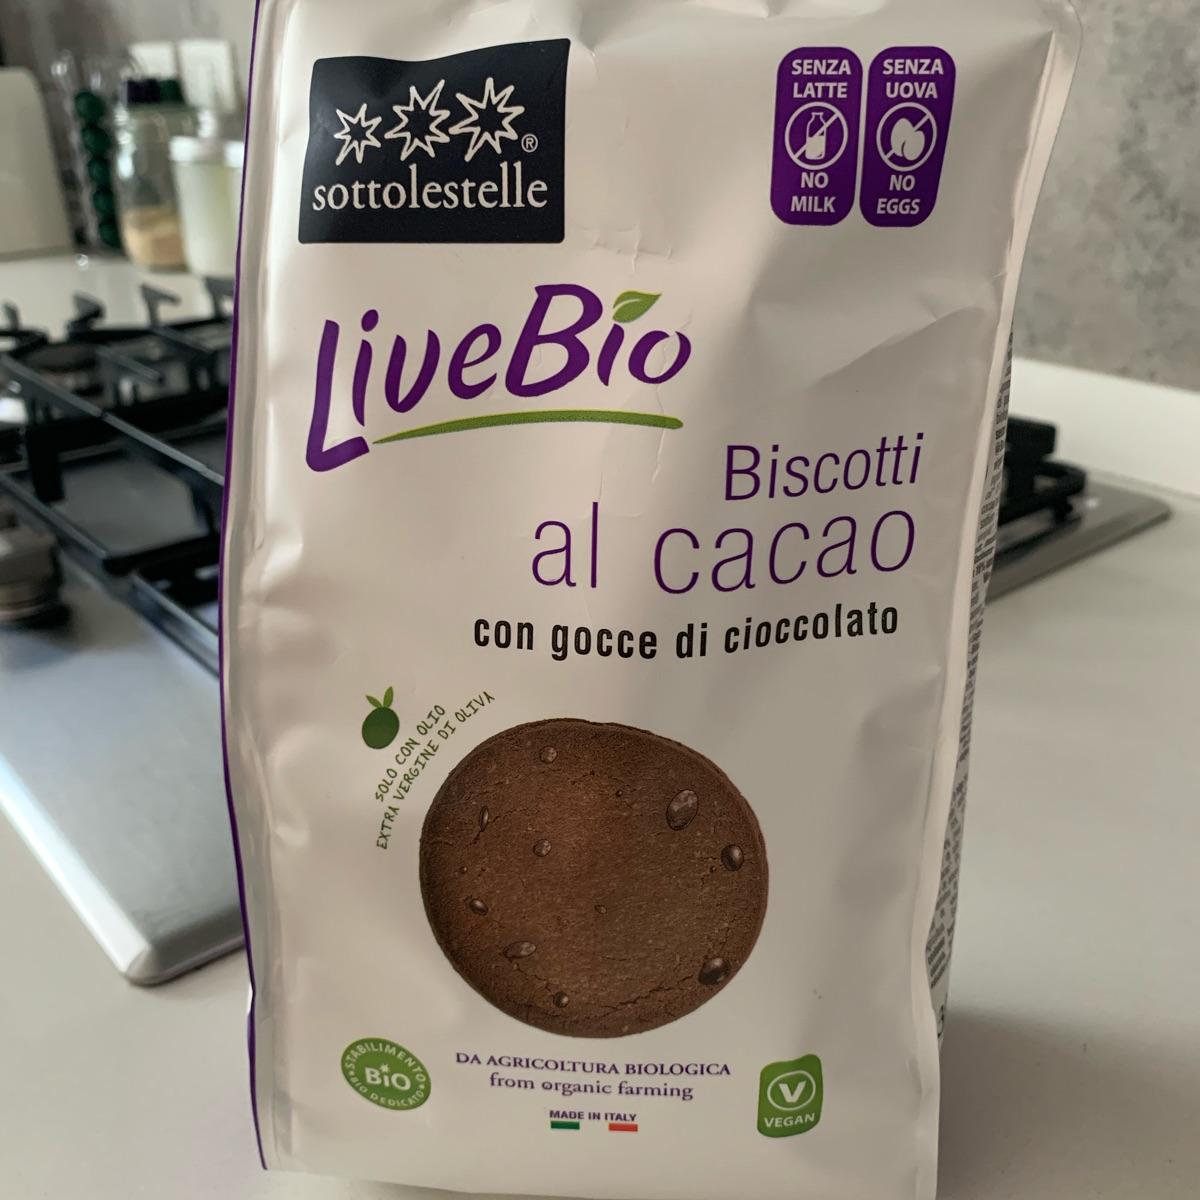 sottolestelle®
SENZA
LATTE
NO
MILK
SENZA
UOVA
NO
EGGS
LiveBio
Biscotti
al cacao
con gocce di cioccolato
SOLO CON OLIO
EXTRA VERGINE DI OLIVA
STABILIMENTO
BIO
BIO DEDICATO
DA AGRICOLTURA BIOLOGICA
from organic farming
MADE IN ITALY
V
VEGAN